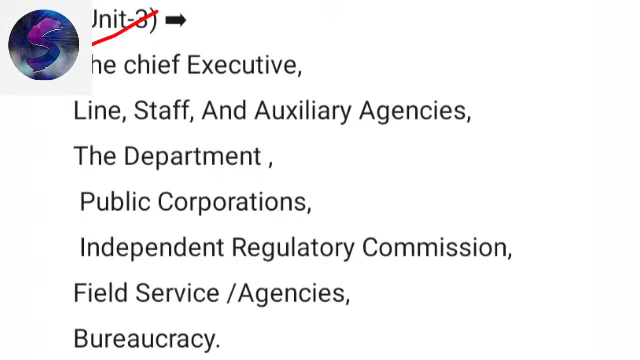 Unit-3) ➡
he chief Executive,
Line, Staff, And Auxiliary Agencies,
The Department ,
Public Corporations,
Independent Regulatory Commission,
Field Service /Agencies,
Bureaucracy.